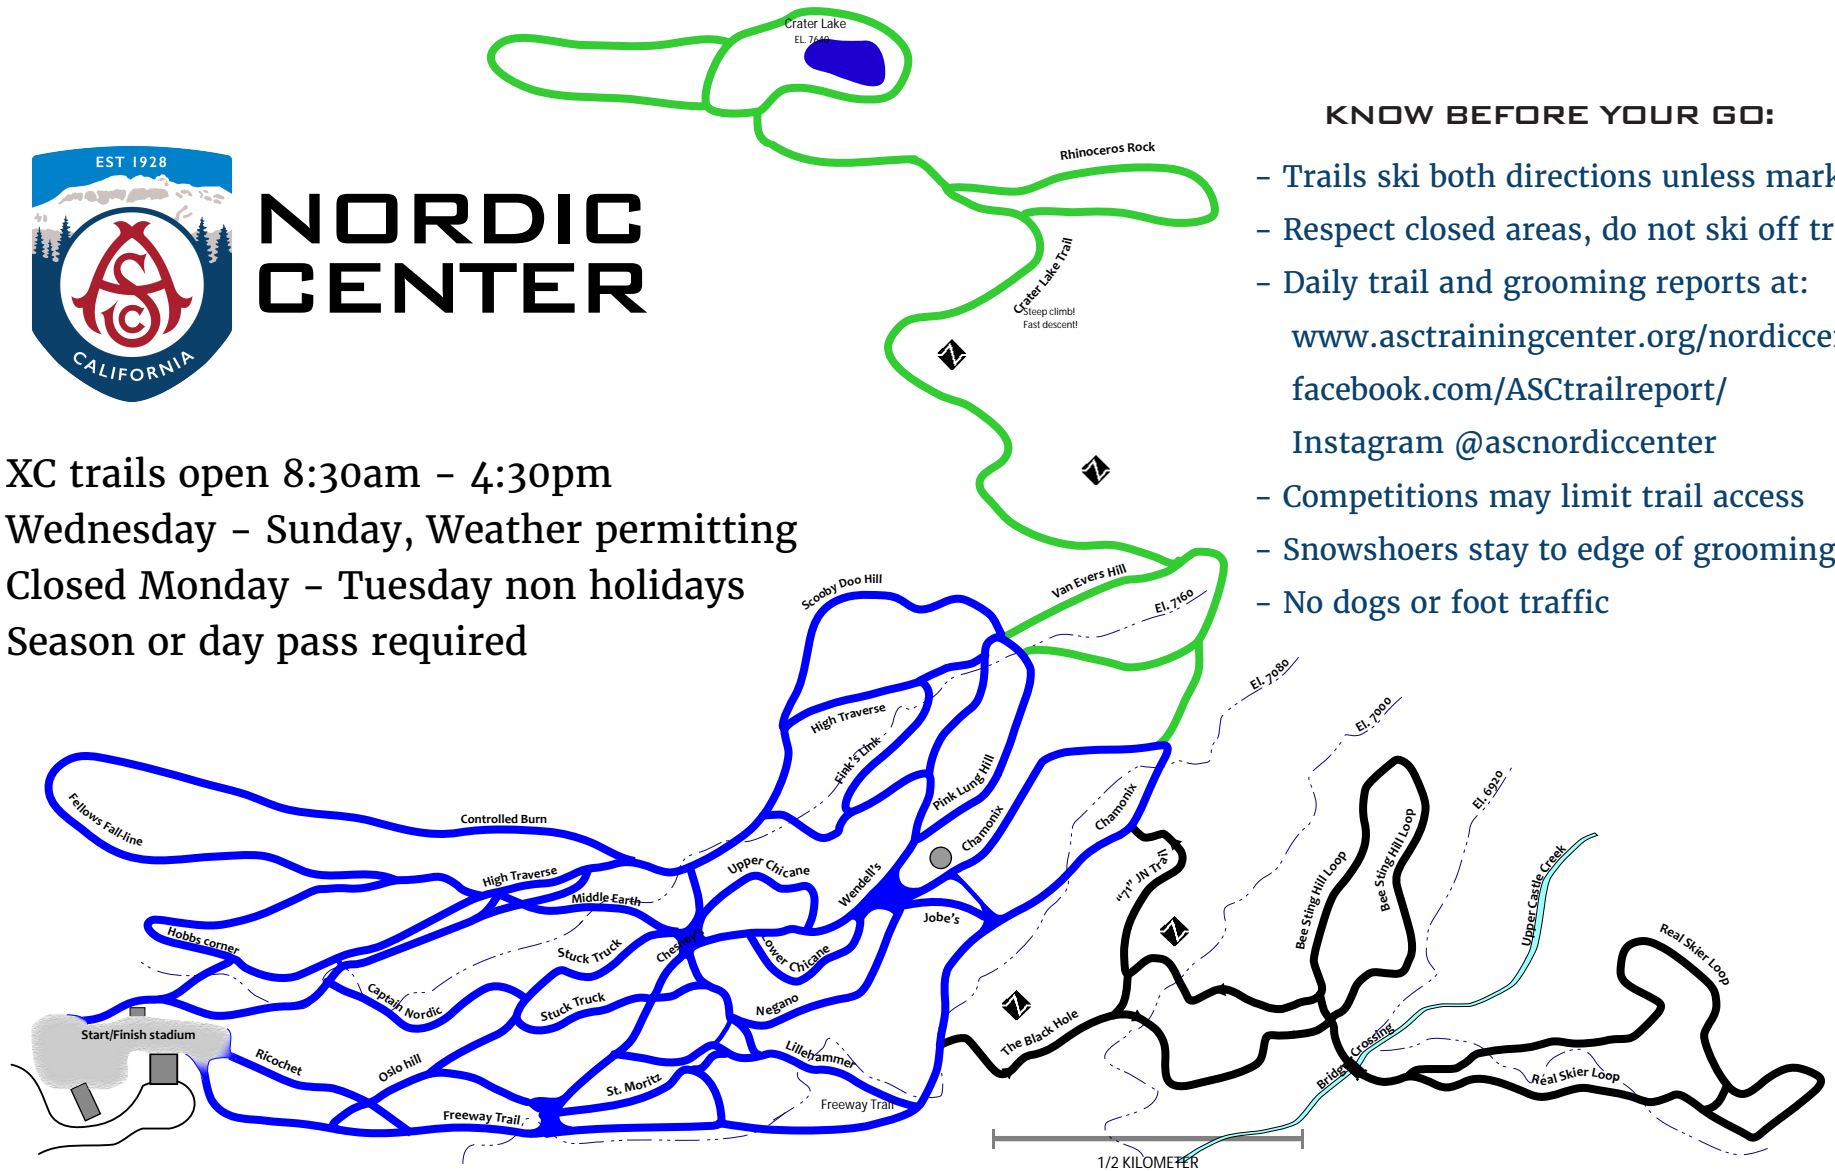 Crater Lake
EL. 7640
KNOW BEFORE YOUR GO:
Rhinoceros Rock
EST 1928
ASC
C
CALIFORNIA
NORDIC
CENTER
- Trails ski both directions unless mark
- Respect closed areas, do not ski off tr
- Daily trail and grooming reports at:
www.asctrainingcenter.org/nordiccen
facebook.com/ASCtrailreport/
Instagram @ascnordiccenter
- Competitions may limit trail access
- Snowshoers stay to edge of grooming
- No dogs or foot traffic
Crater Lake Trail
Steep climb!
Fast descent!
XC trails open 8:30am - 4:30pm
Wednesday - Sunday, Weather permitting
Closed Monday - Tuesday non holidays
Season or day pass required
Scooby Doo Hill
Van Evers Hill
El. 7160
El. 7080
El. 7000
El. 6920
High Traverse
Fink's Link
Pink Lung Hill
Chamonix
Chamonix
Fellows Fall-line
Controlled Burn
High Traverse
Middle Earth
Upper Chicane
Wendell's
Jobe's
"71" JN Trail
Bee Sting Hill Loop
Bee Sting Hill Loop
Upper Castle Creek
Real Skier Loop
Hobbs corner
Stuck Truck
Chesney's
Lower Chicane
Captain Nordic
Stuck Truck
Negano
The Black Hole
Bridge Crossing
Start/Finish stadium
Ricochet
Oslo hill
St. Moritz
Lillehammer
Real Skier Loop
Freeway Trail
Freeway Trail
1/2 KILOMETER